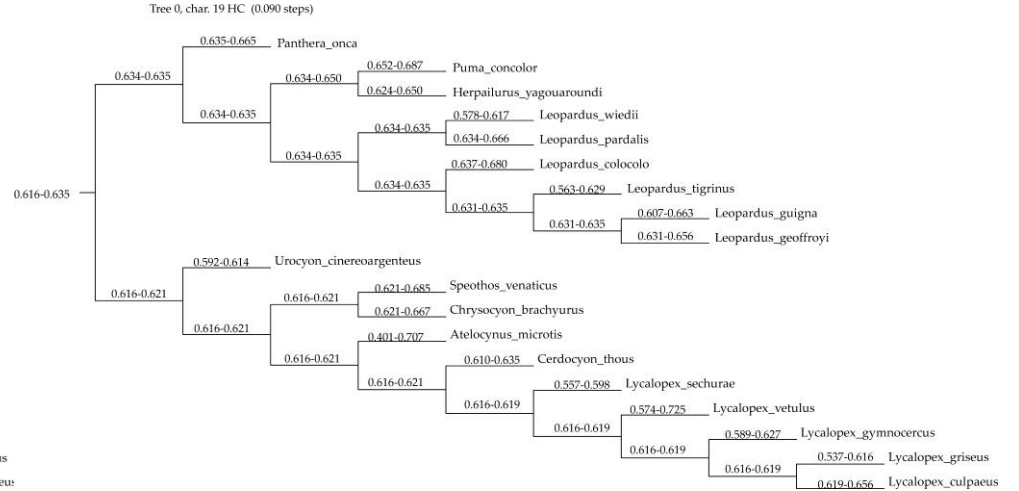 Tree 0, char. 19 HC (0.090 steps)
0.635-0.665 Panthera_onca
0.652-0.687 Puma_concolor
0.634-0.635 0.634-0.650
0.624-0.650 Herpailurus_yagouaroundi
0.634-0.635 0.578-0.617 Leopardus_wiedii
0.634-0.635
0.634-0.666 Leopardus_pardalis
0.634-0.635
0.637-0.680 Leopardus_colocolo
0.634-0.635
0.616-0.635 0.563-0.629 Leopardus_tigrinus
0.631-0.635
0.607-0.663 Leopardus_guigna
0.631-0.635
0.631-0.656 Leopardus_geoffroyi
0.592-0.614 Urocyon_cinereoargenteus
0.621-0.685 Speothos_venaticus
0.616-0.621 0.616-0.621
0.621-0.667 Chrysocyon_brachyurus
0.616-0.621
0.401-0.707 Atelocynus_microtis
0.616-0.621 0.610-0.635 Cerdocyon_thous
0.616-0.621 0.557-0.598 Lycalopex_sechurae
0.616-0.619 0.574-0.725 Lycalopex_vetulus
0.616-0.619
0.589-0.627 Lycalopex_gymnocercus
0.616-0.619
us 0.537-0.616 Lycalopex_griseus
0.616-0.619
eus 0.619-0.656 Lycalopex_culpaeus